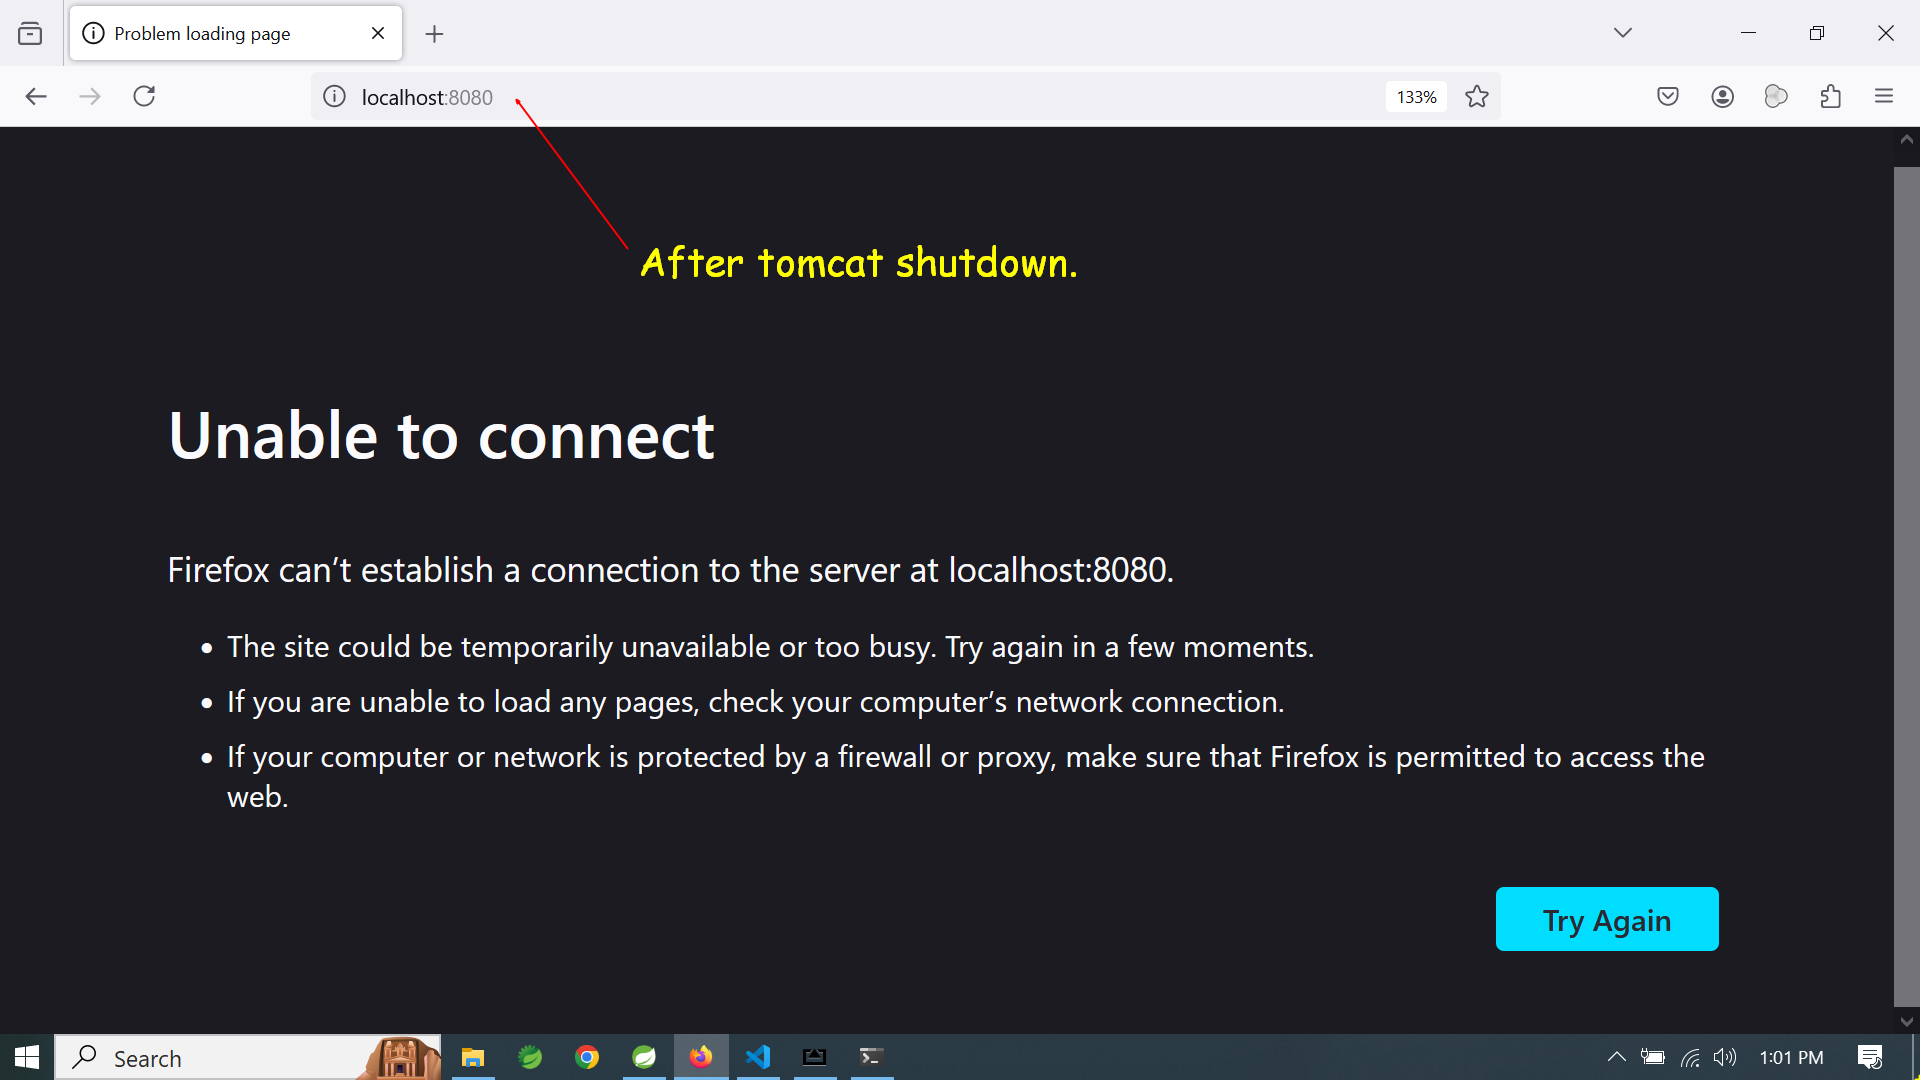 Problem loading page
localhost:8080
133%
After tomcat shutdown.
Unable to connect
Firefox can’t establish a connection to the server at localhost:8080.
The site could be temporarily unavailable or too busy. Try again in a few moments.
If you are unable to load any pages, check your computer’s network connection.
If your computer or network is protected by a firewall or proxy, make sure that Firefox is permitted to access the
web.
Try Again
Search
1:01 PM